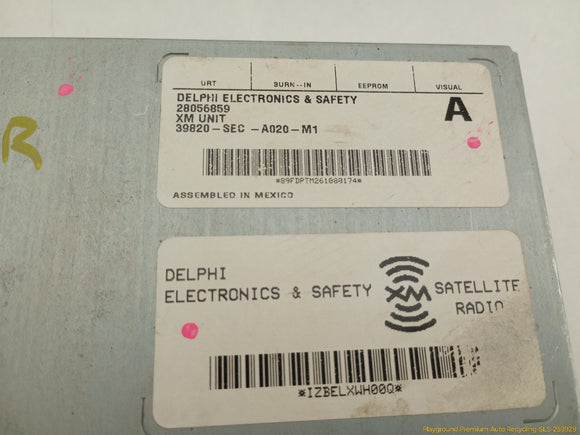 URT BURN--IN EEPROM VISUAL
DELPHI ELECTRONICS & SAFETY
28056859
XM UNIT
39820-SEC -A020-M1
A
*89FDPTM261880174*
ASSEMBLED IN MEXICO
R
DELPHI
ELECTRONICS & SAFETY
XM
SATELLITE
RADIO
*IZBELXWH00Q*
Playground Premium Auto Recycling SLS-253929